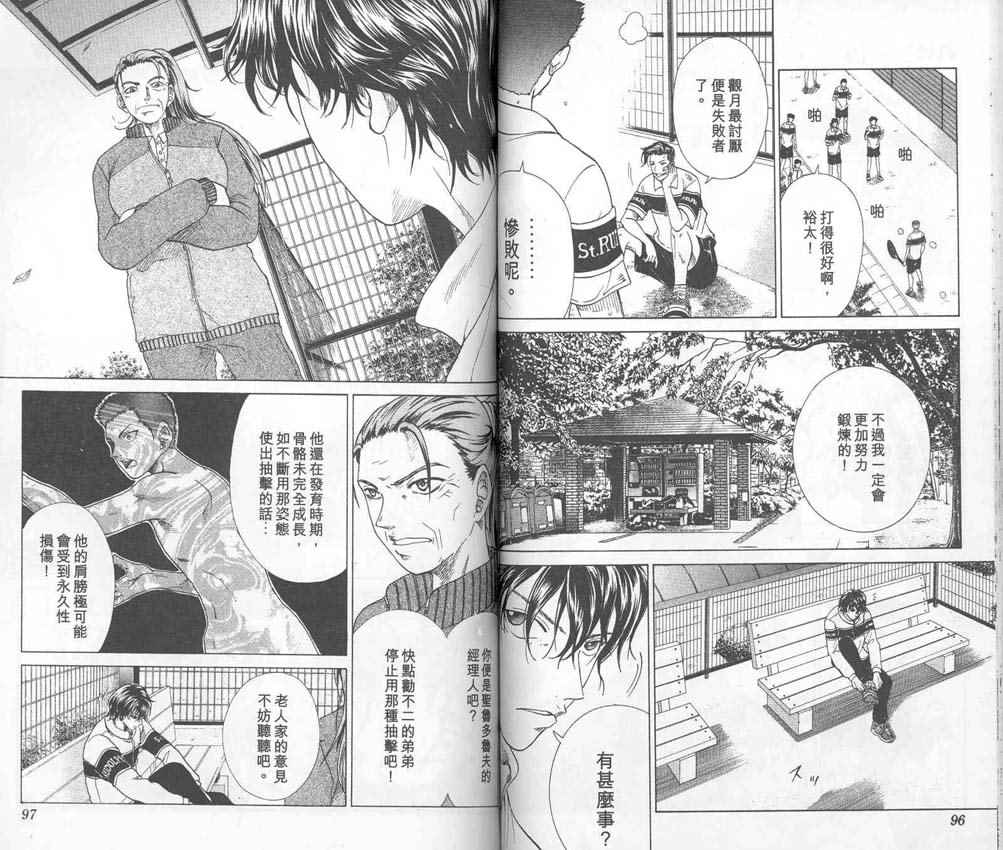 啪
啪
啪
打得很好啊，
裕太！
觀月最討厭
便是失敗者
了。
………
慘敗呢。
St.RU
不過我一定會
更加努力
鍛煉的！
ズッ
有甚麼事？
96
你便是聖魯多魯夫的
經理人吧？
快點勸不二的弟弟
停止用那種抽擊吧！
他還在發育時期，
骨骼未完全成長，
如不斷用那姿態
使出抽擊的話…
他的肩膀極可能
會受到永久性
損傷！
老人家的意見
不妨聽聽吧。
97